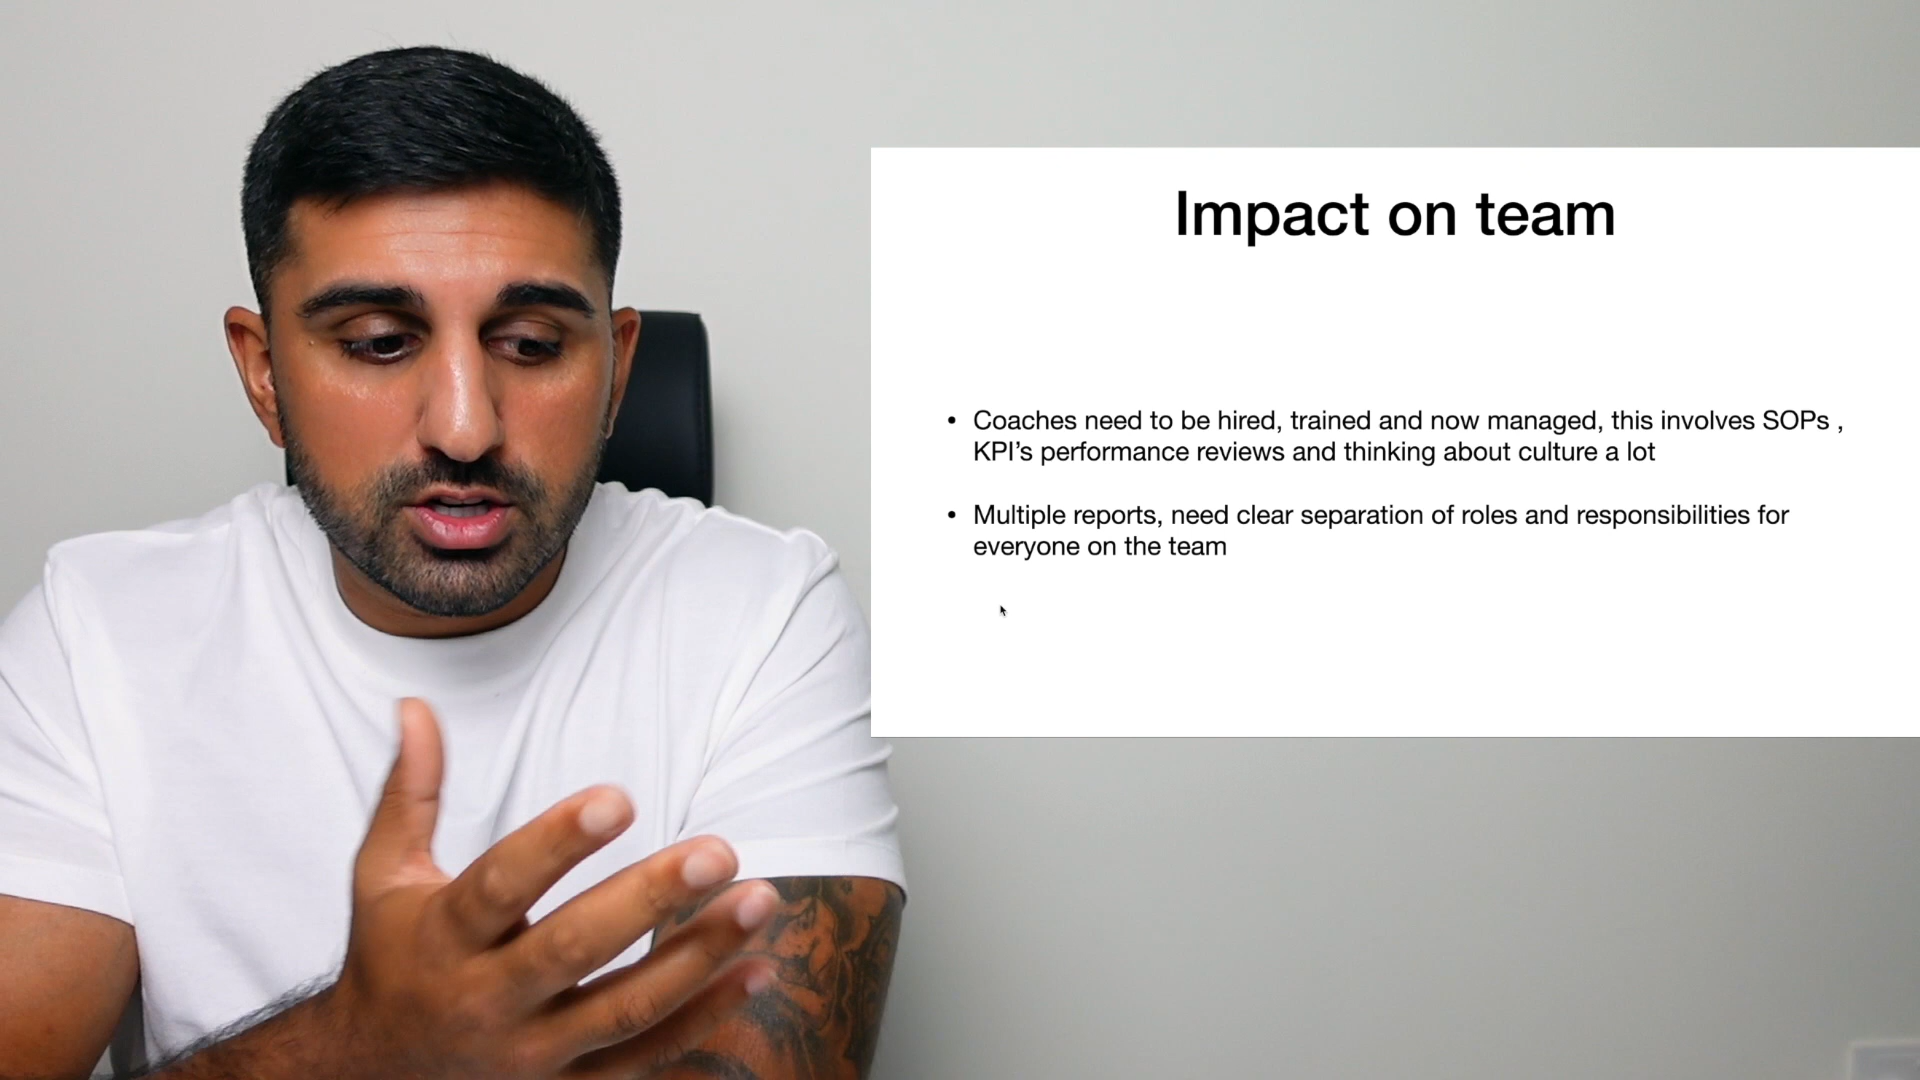 Impact on team
• Coaches need to be hired, trained and now managed, this involves SOPs ,
KPI’s performance reviews and thinking about culture a lot
• Multiple reports, need clear separation of roles and responsibilities for
everyone on the team